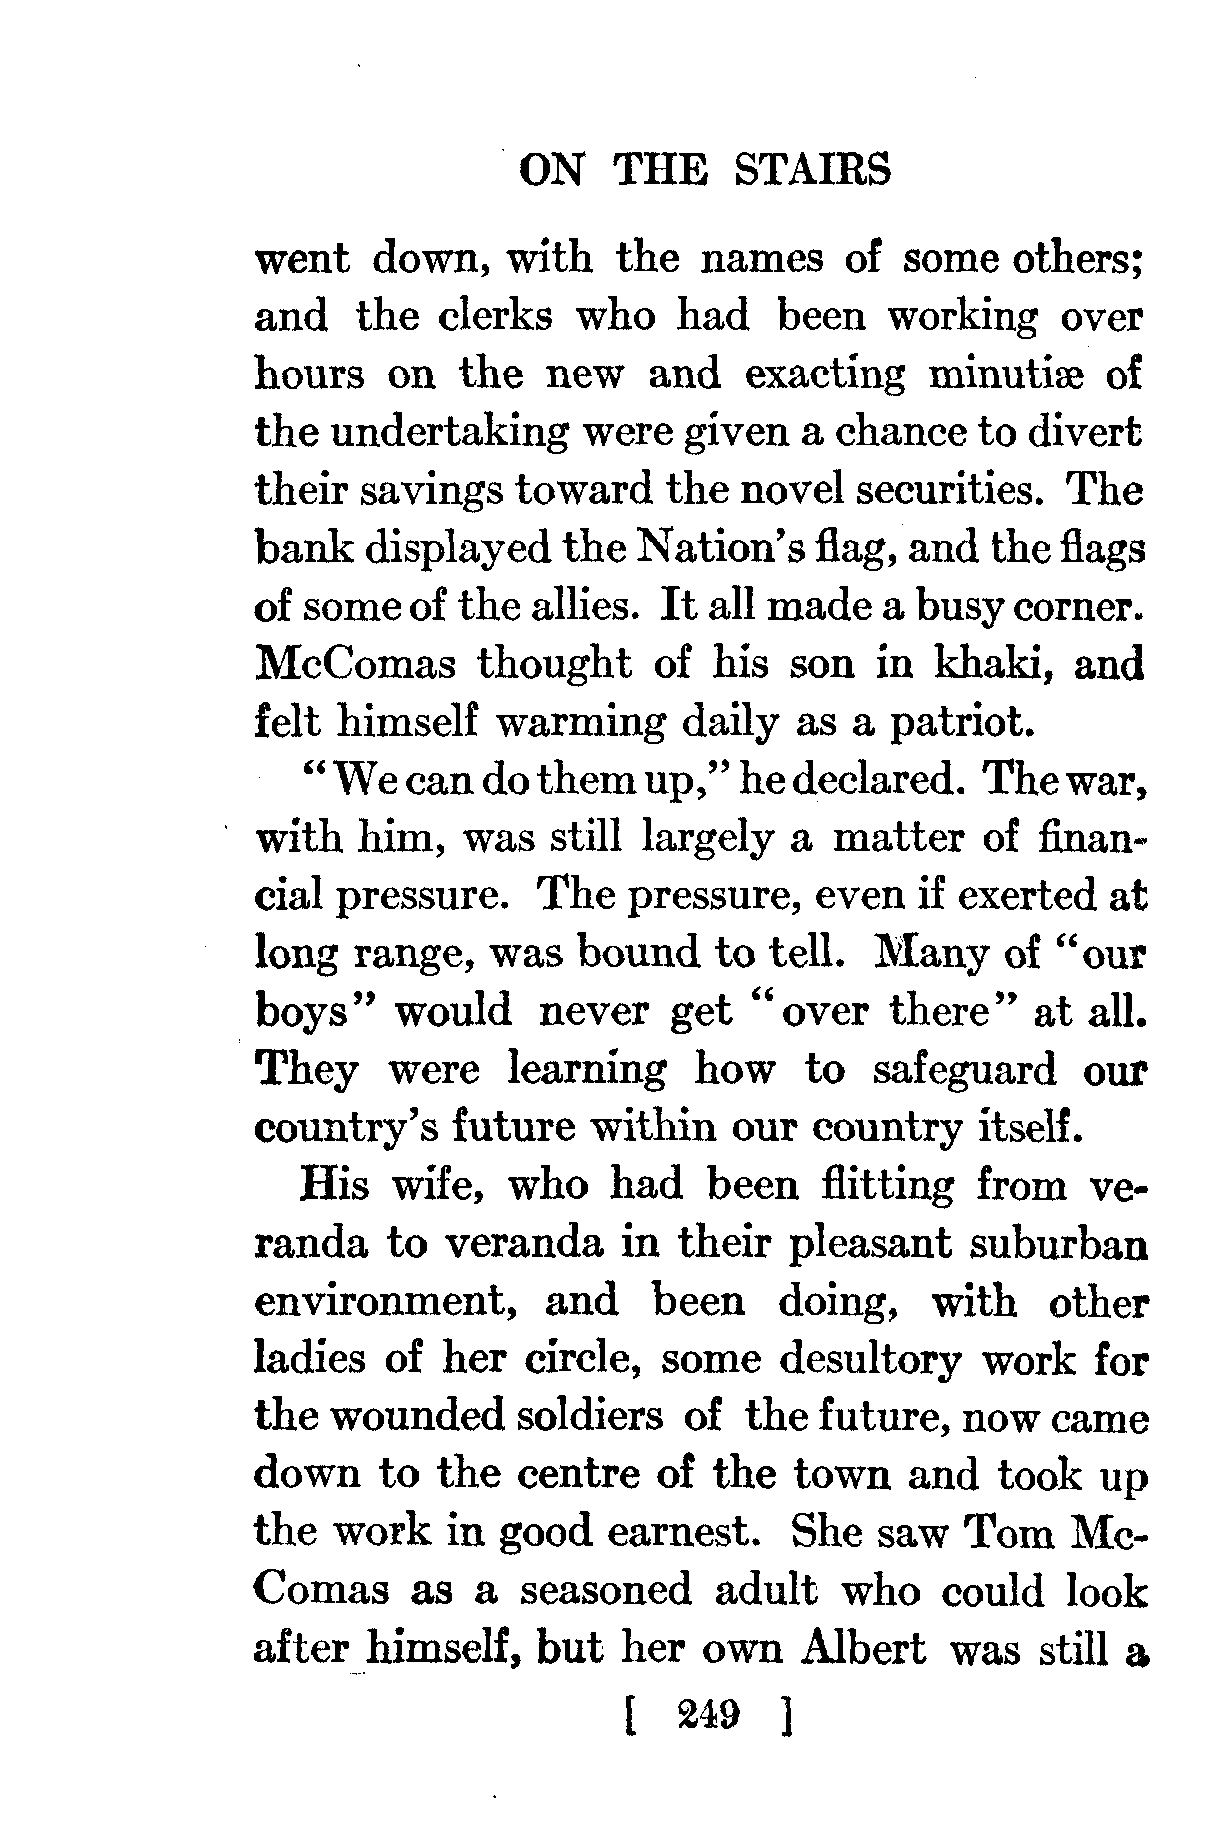 ON THE STAIRS
went down, with the names of some others;
and the clerks who had been working over
hours on the new and exacting minutiæ of
the undertaking were given a chance to divert
their savings toward the novel securities. The
bank displayed the Nation's flag, and the flags
of some of the allies. It all made a busy corner.
McComas thought of his son in khaki, and
felt himself warming daily as a patriot.
"We can do them up," he declared. The war,
with him, was still largely a matter of finan-
cial pressure. The pressure, even if exerted at
long range, was bound to tell. Many of "our
boys" would never get "over there" at all.
They were learning how to safeguard our
country's future within our country itself.
His wife, who had been flitting from ve-
randa to veranda in their pleasant suburban
environment, and been doing, with other
ladies of her circle, some desultory work for
the wounded soldiers of the future, now came
down to the centre of the town and took up
the work in good earnest. She saw Tom Mc-
Comas as a seasoned adult who could look
after himself, but her own Albert was still a
[ 249 ]